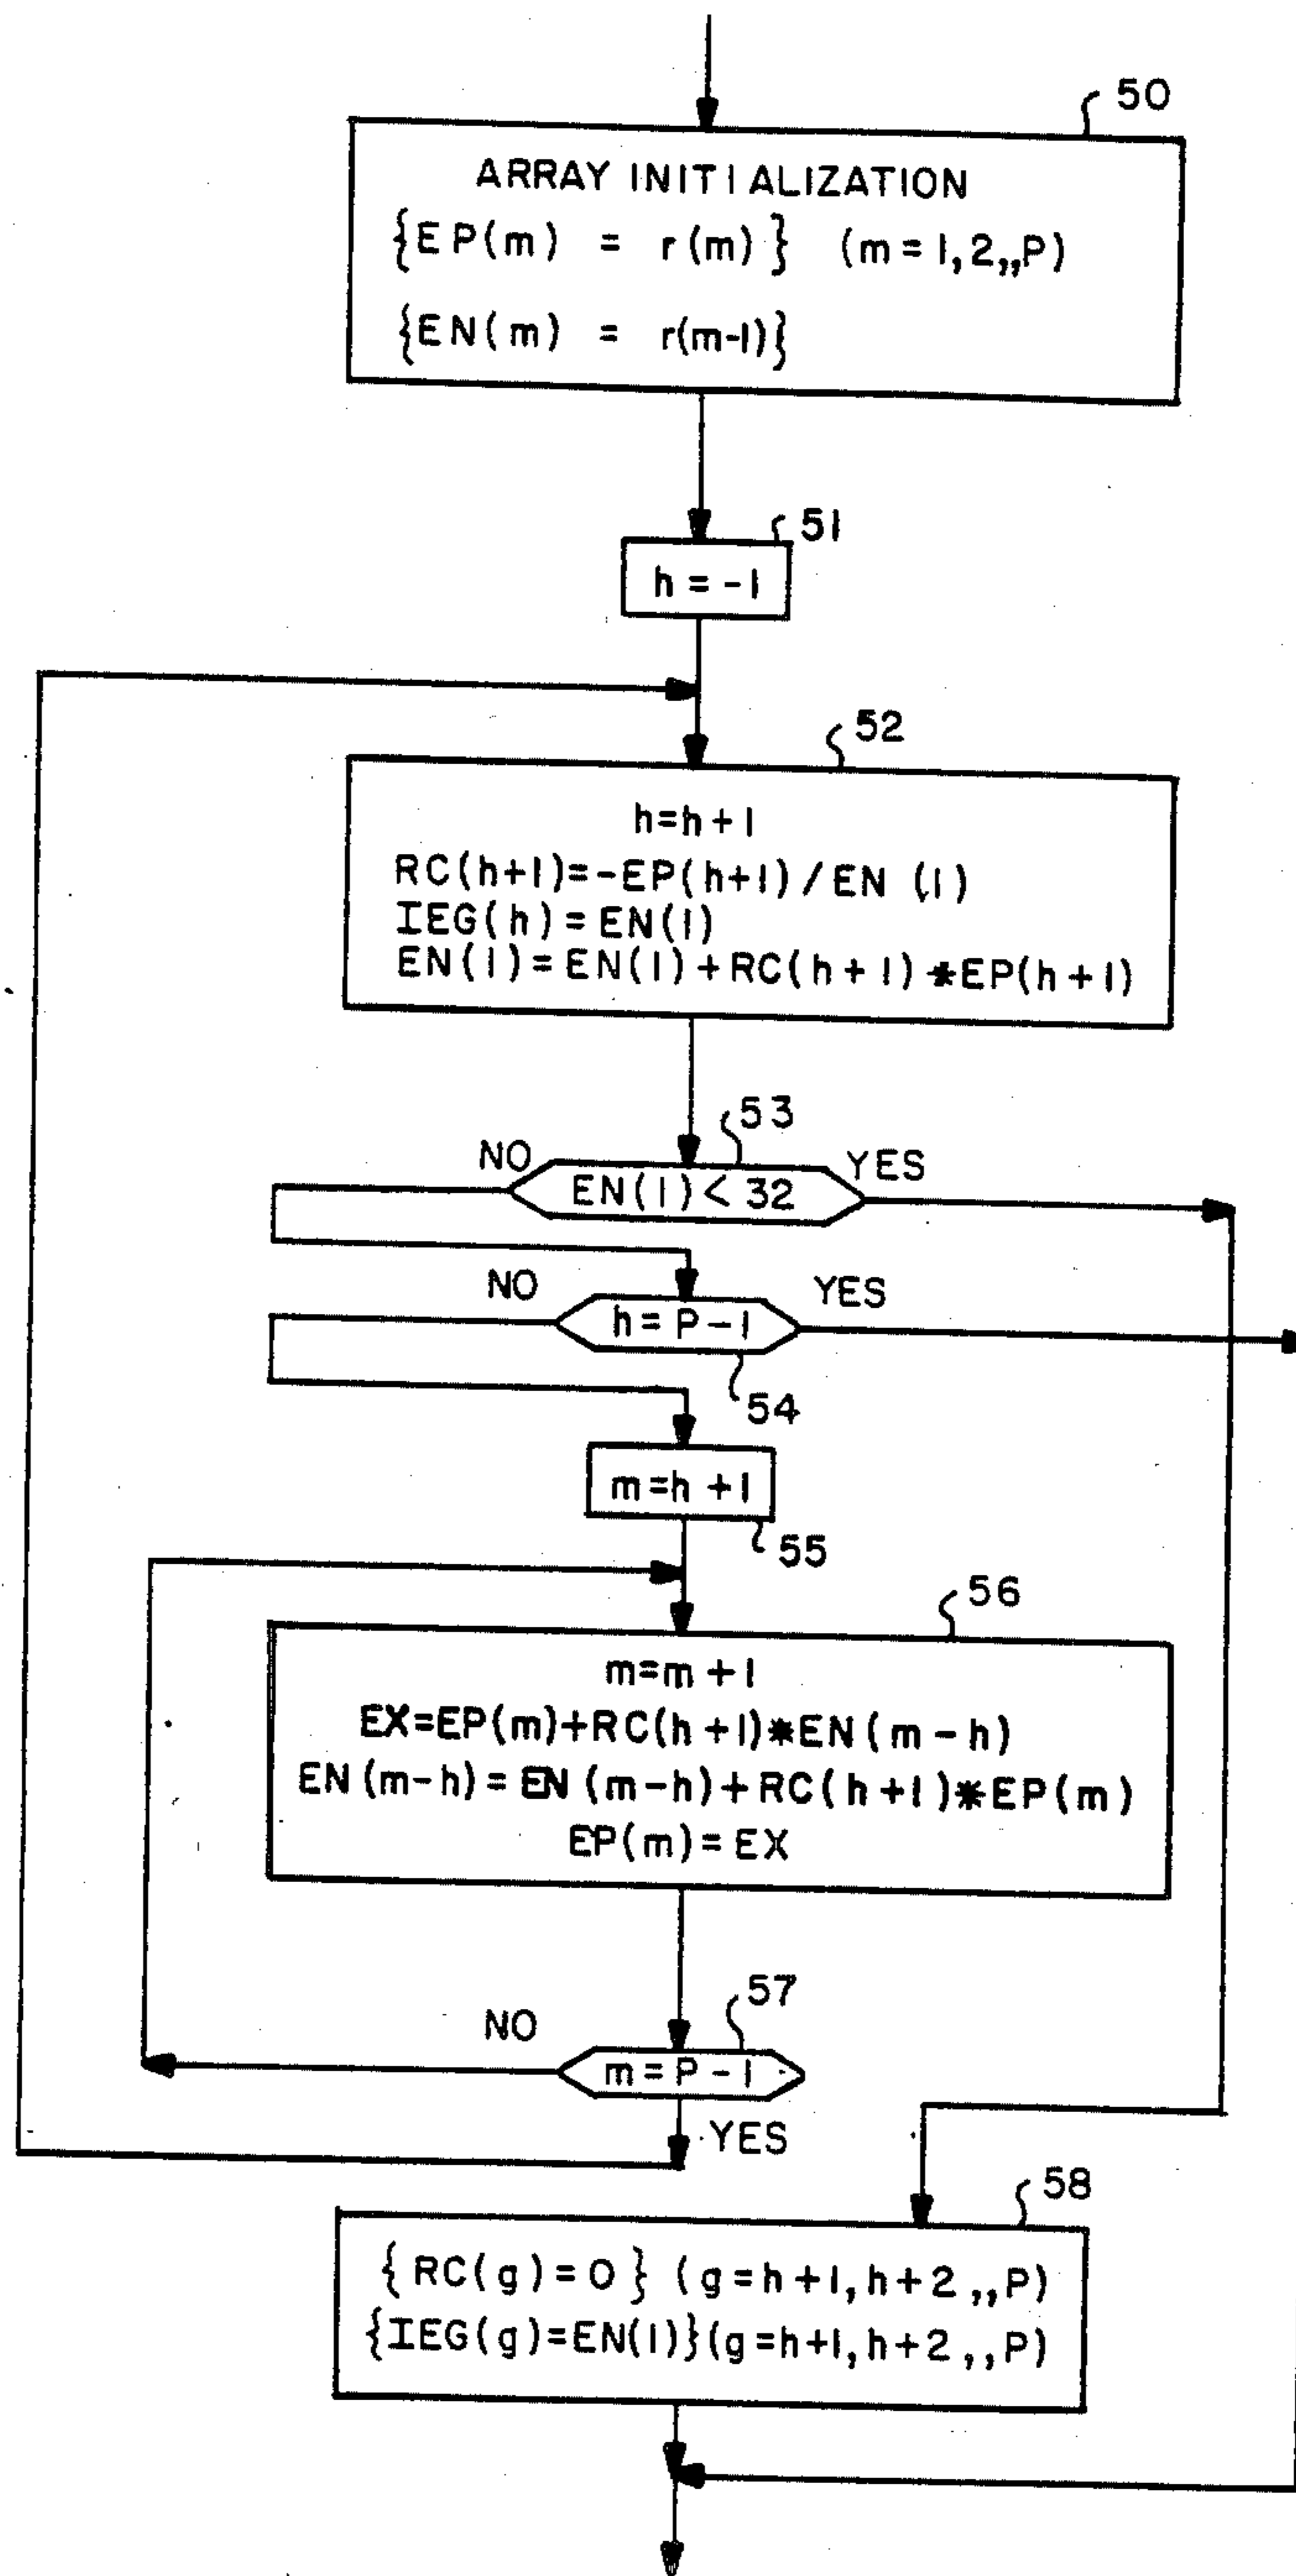 50
ARRAY INITIALIZATION
{EP(m) = r(m)} (m=1,2,,P)
{EN(m) = r(m-1)}
51
h = -1
52
h=h+1
RC(h+1)=-EP(h+1)/EN(1)
IEG(h)=EN(1)
EN(1)=EN(1)+RC(h+1)*EP(h+1)
53
NO
YES
EN(1)<32
NO
YES
h=P-1
54
m=h+1
55
56
m=m+1
EX=EP(m)+RC(h+1)*EN(m-h)
EN(m-h)=EN(m-h)+RC(h+1)*EP(m)
EP(m)=EX
57
NO
m=P-1
YES
58
{RC(g)=0} (g=h+1,h+2,,P)
{IEG(g)=EN(1)}(g=h+1,h+2,,P)